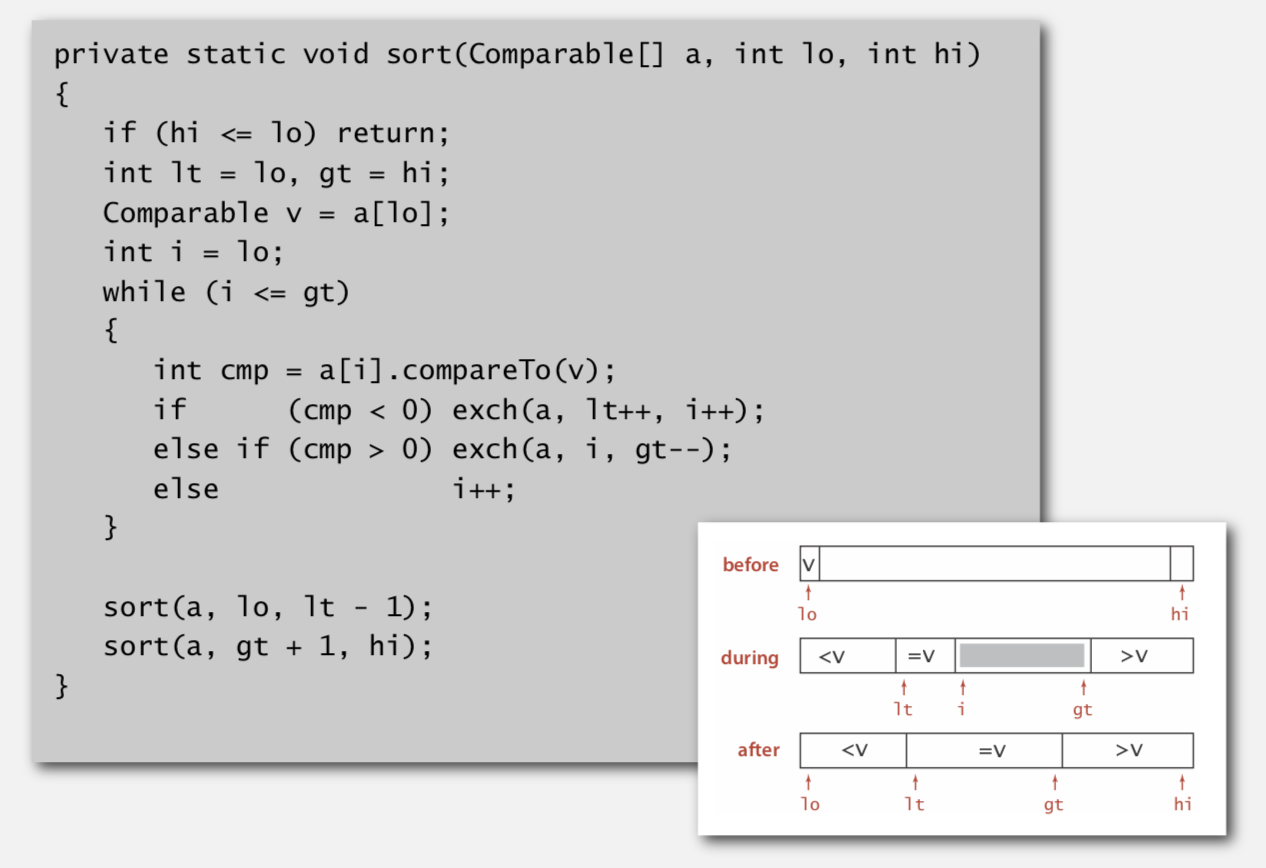 private static void sort(Comparable[] a, int lo, int hi)
{
   if (hi <= lo) return;
   int lt = lo, gt = hi;
   Comparable v = a[lo];
   int i = lo;
   while (i <= gt)
   {
      int cmp = a[i].compareTo(v);
      if      (cmp < 0) exch(a, lt++, i++);
      else if (cmp > 0) exch(a, i, gt--);
      else              i++;
   }
   sort(a, lo, lt - 1);
   sort(a, gt + 1, hi);
}
before v
lo hi
during <v =v >v
lt i gt
after <v =v >v
lo lt gt hi